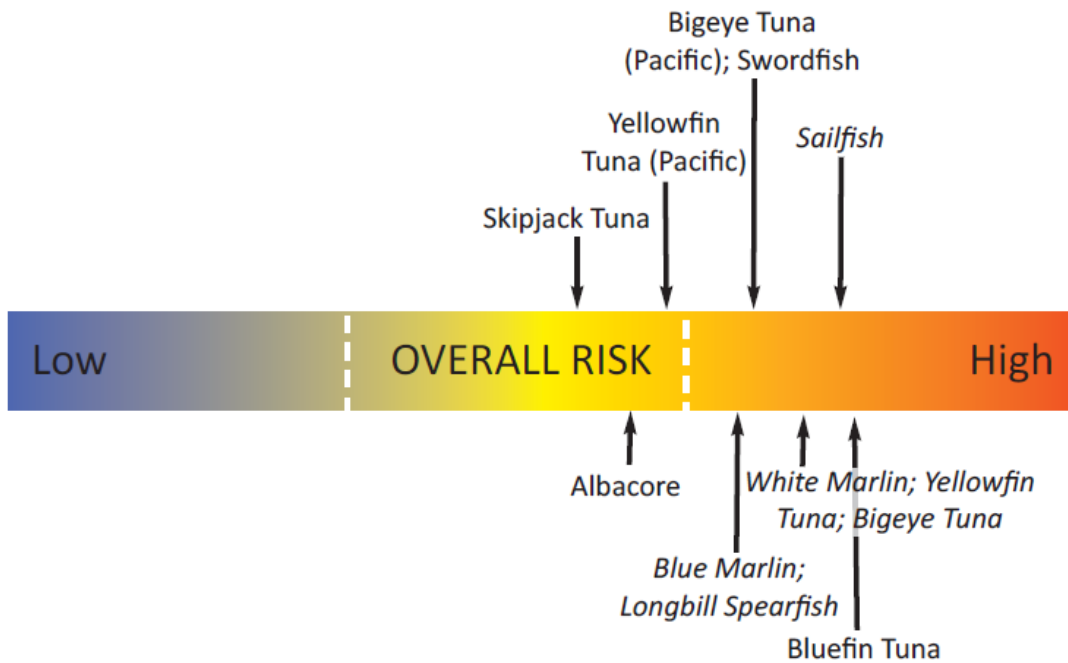 Bigeye Tuna
(Pacific); Swordfish
Yellowfin
Tuna (Pacific)
Sailfish
Skipjack Tuna
Low
OVERALL RISK
High
Albacore
White Marlin; Yellowfin
Tuna; Bigeye Tuna
Blue Marlin;
Longbill Spearfish
Bluefin Tuna